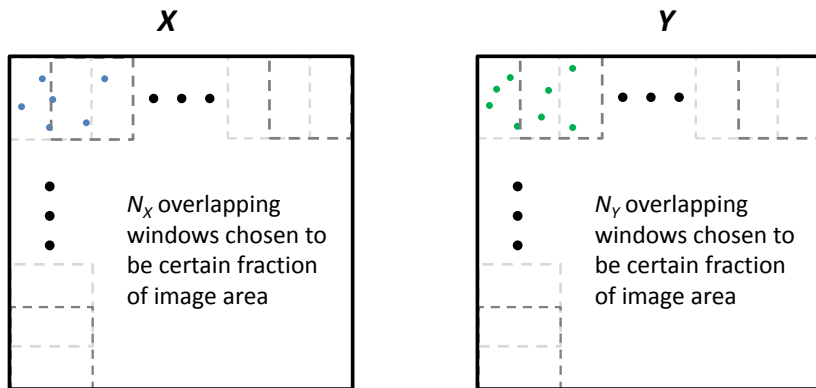 X
Y
N_X overlapping
windows chosen to
be certain fraction
of image area
N_Y overlapping
windows chosen to
be certain fraction
of image area